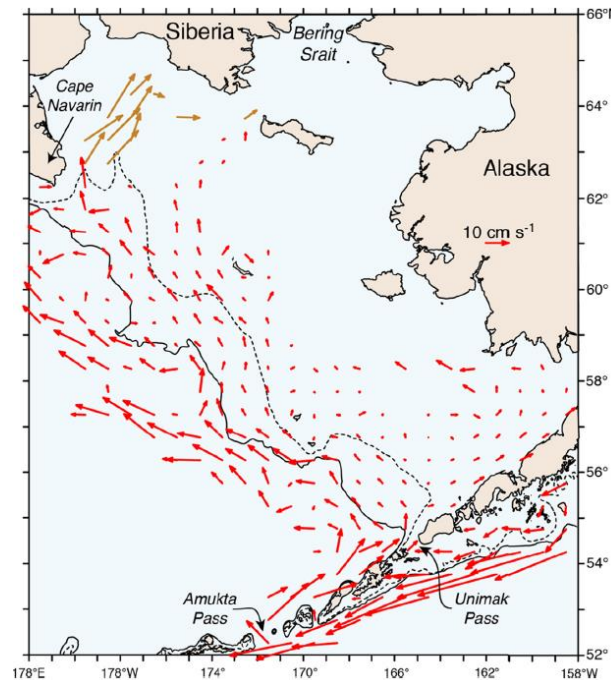 66°N
Siberia
Bering
Srait
Cape
Navarin
64°
Alaska
62°
10 cm s⁻¹
60°
58°
56°
54°
Amukta
Pass
Unimak
Pass
52°
178°E
178°W
174°
170°
166°
162°
158°